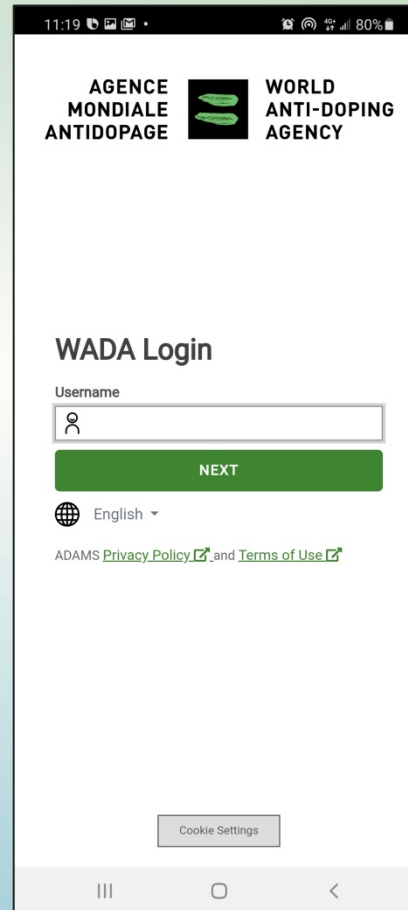 11:19
4G+
80%
AGENCE
MONDIALE
ANTIDOPAGE
WORLD
ANTI-DOPING
AGENCY
WADA Login
Username
NEXT
English
ADAMS Privacy Policy and Terms of Use
Cookie Settings